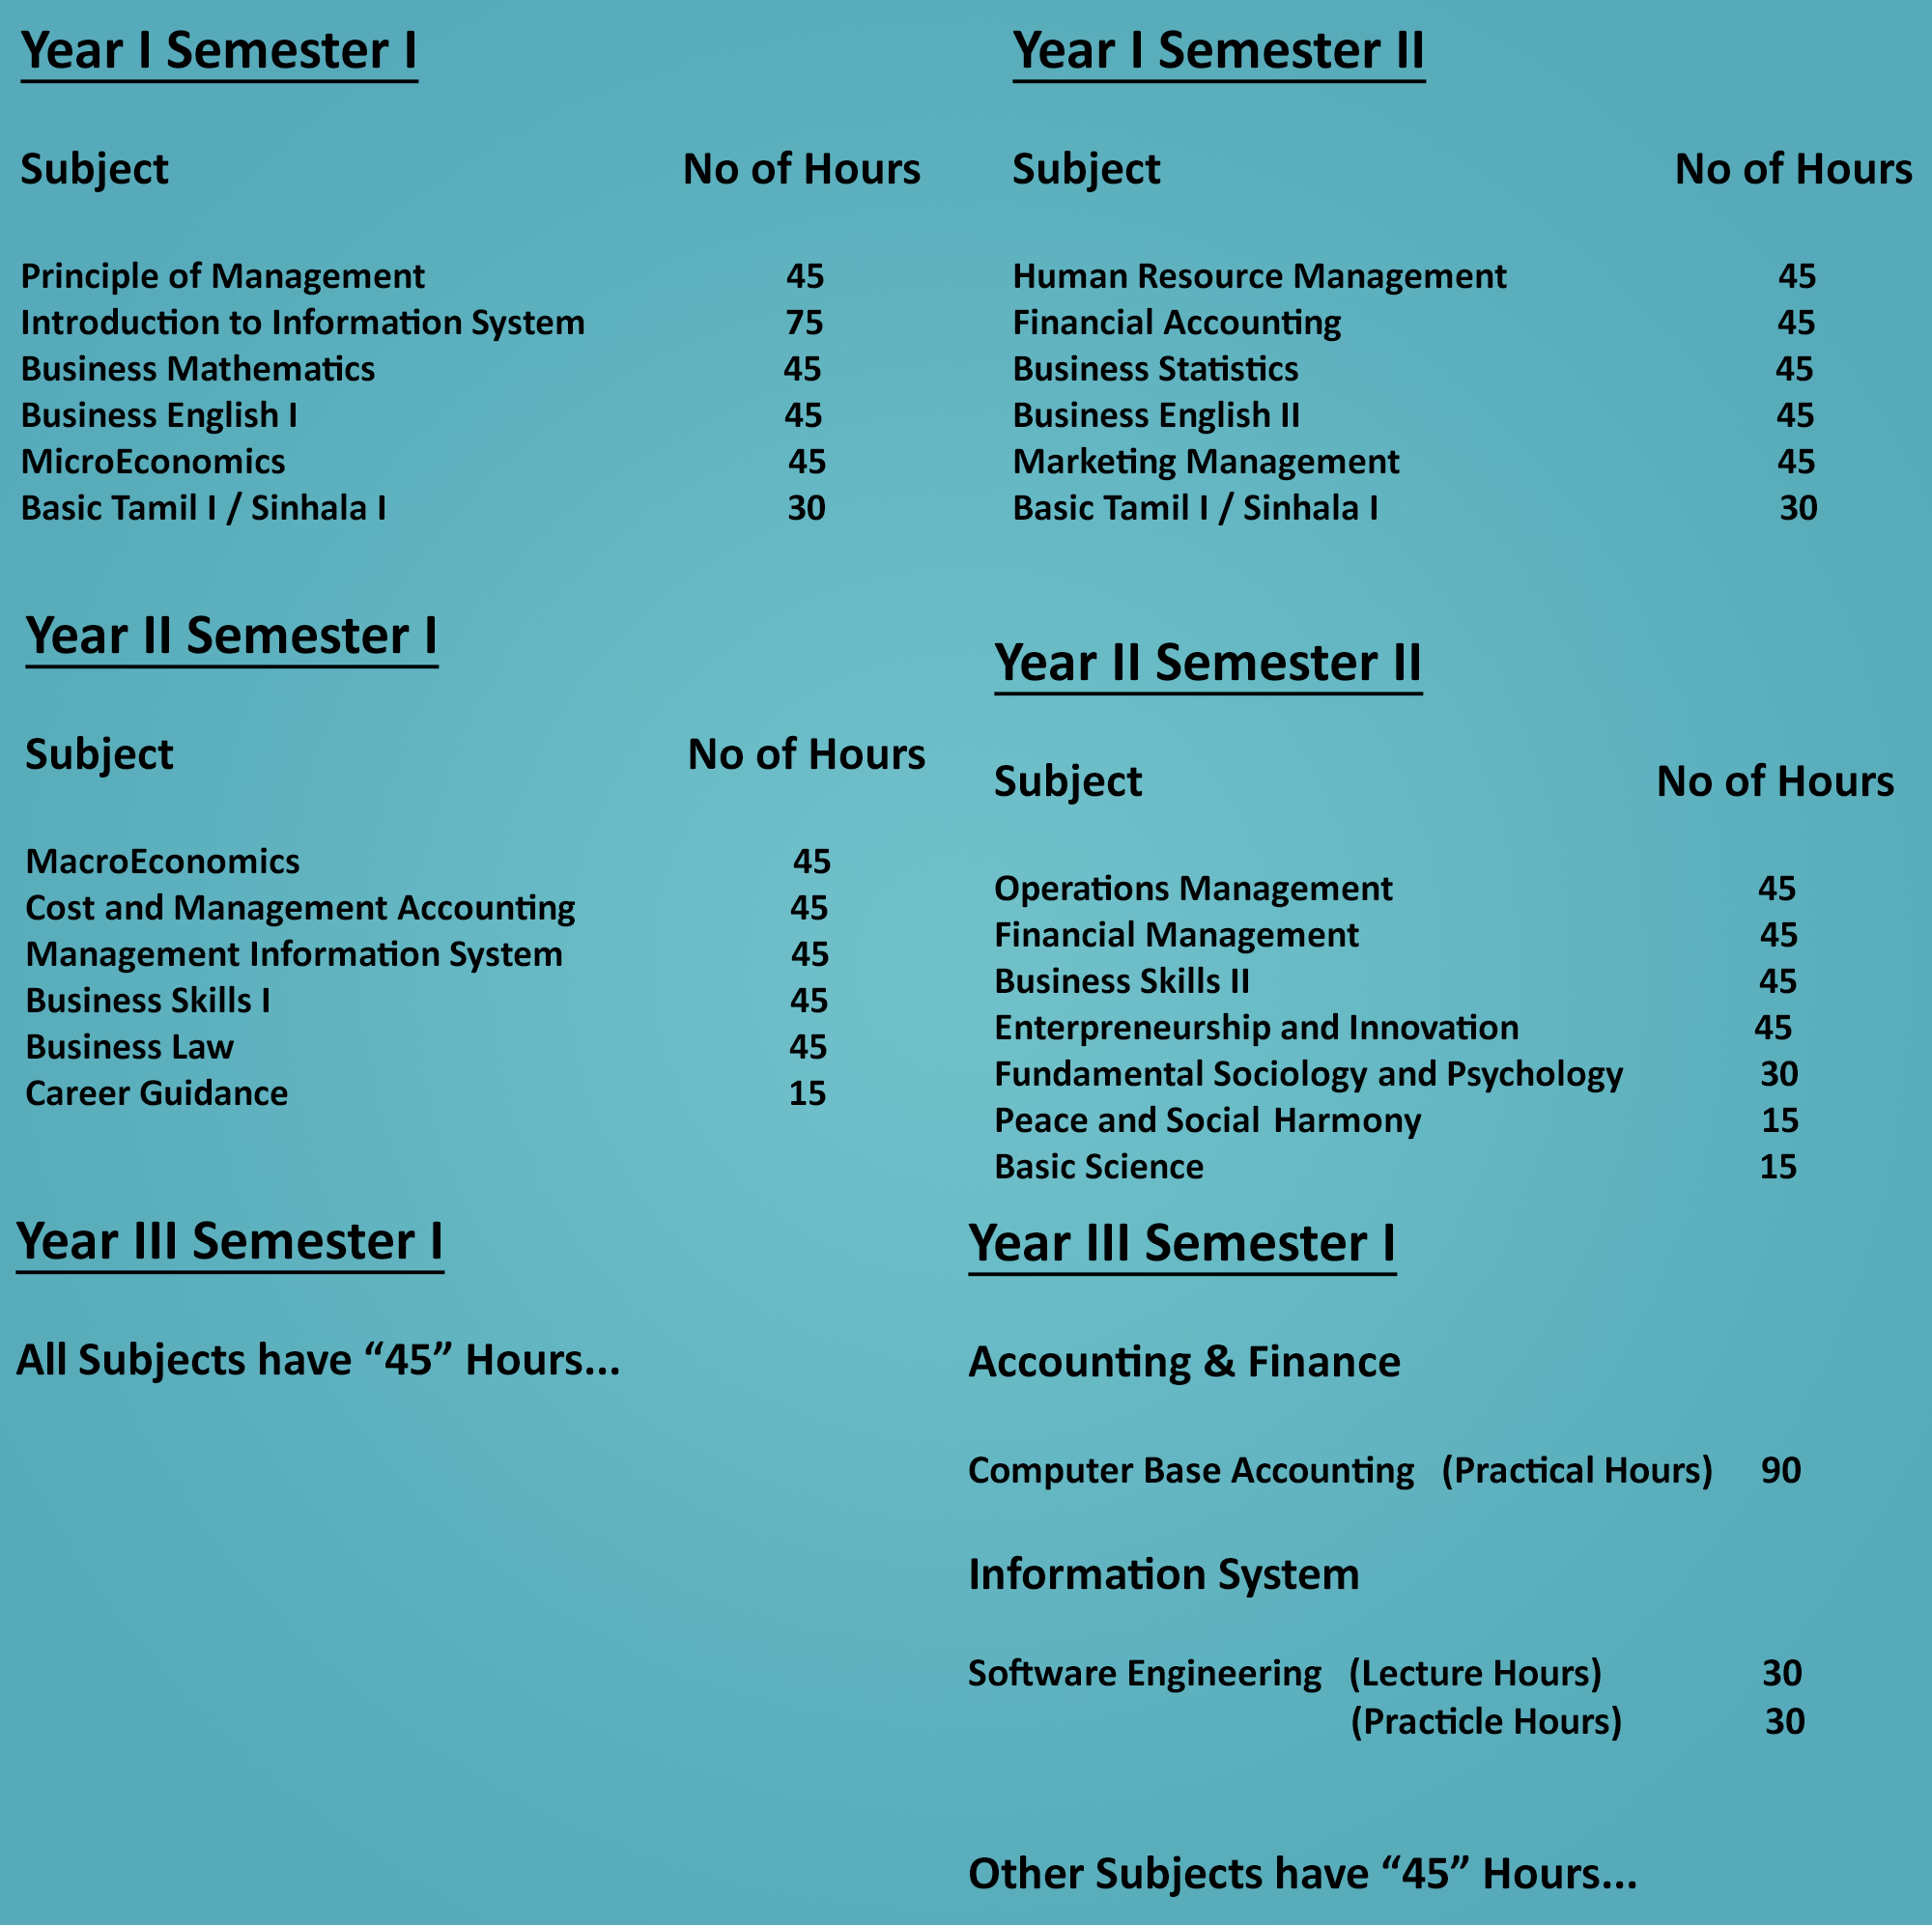 Year I Semester I
Subject No of Hours
Principle of Management 45
Introduction to Information System 75
Business Mathematics 45
Business English I 45
MicroEconomics 45
Basic Tamil I / Sinhala I 30
Year I Semester II
Subject No of Hours
Human Resource Management 45
Financial Accounting 45
Business Statistics 45
Business English II 45
Marketing Management 45
Basic Tamil I / Sinhala I 30
Year II Semester I
Subject No of Hours
MacroEconomics 45
Cost and Management Accounting 45
Management Information System 45
Business Skills I 45
Business Law 45
Career Guidance 15
Year II Semester II
Subject No of Hours
Operations Management 45
Financial Management 45
Business Skills II 45
Enterpreneurship and Innovation 45
Fundamental Sociology and Psychology 30
Peace and Social Harmony 15
Basic Science 15
Year III Semester I
All Subjects have “45” Hours...
Year III Semester I
Accounting & Finance
Computer Base Accounting (Practical Hours) 90
Information System
Software Engineering (Lecture Hours) 30
(Practicle Hours) 30
Other Subjects have “45” Hours...